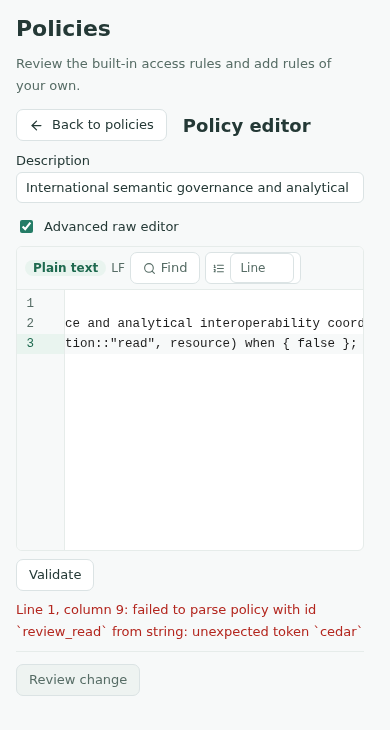 Policies
Review the built-in access rules and add rules of
your own.
Back to policies
Policy editor
Description
International semantic governance and analytical
Advanced raw editor
Plain text LF Find Line
1
2 ce and analytical interoperability coord
3 tion::"read", resource) when { false };
Validate
Line 1, column 9: failed to parse policy with id
`review_read` from string: unexpected token `cedar`
Review change